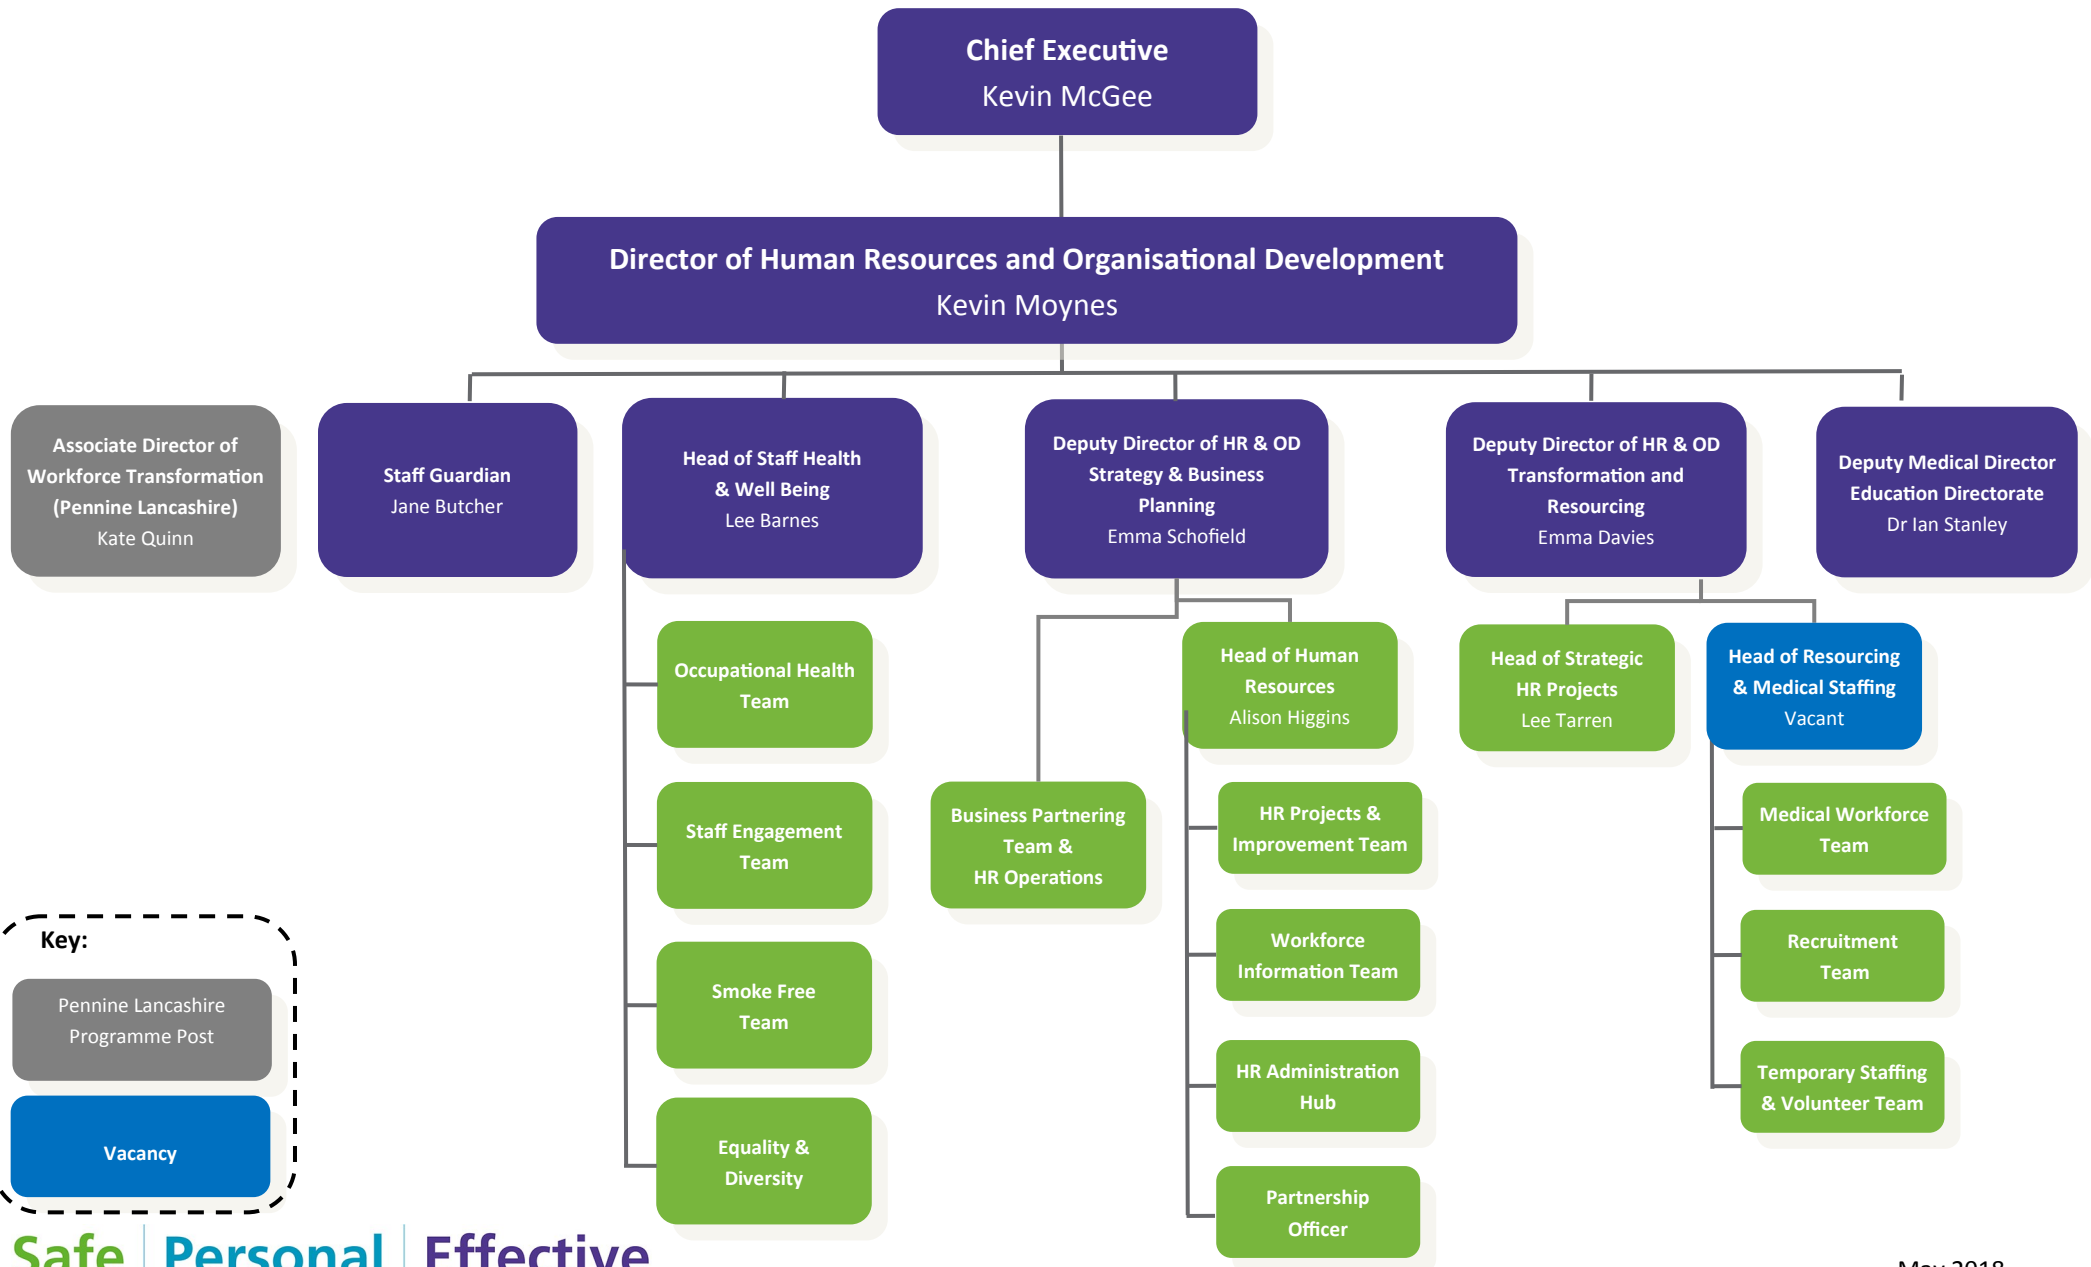 Chief Executive
Kevin McGee
Director of Human Resources and Organisational Development
Kevin Moynes
Associate Director of
Workforce Transformation
(Pennine Lancashire)
Kate Quinn
Staff Guardian
Jane Butcher
Head of Staff Health
& Well Being
Lee Barnes
Deputy Director of HR & OD
Strategy & Business
Planning
Emma Schofield
Deputy Director of HR & OD
Transformation and
Resourcing
Emma Davies
Deputy Medical Director
Education Directorate
Dr Ian Stanley
Occupational Health
Team
Staff Engagement
Team
Smoke Free
Team
Equality &
Diversity
Business Partnering
Team &
HR Operations
Head of Human
Resources
Alison Higgins
HR Projects &
Improvement Team
Workforce
Information Team
HR Administration
Hub
Partnership
Officer
Head of Strategic
HR Projects
Lee Tarren
Head of Resourcing
& Medical Staffing
Vacant
Medical Workforce
Team
Recruitment
Team
Temporary Staffing
& Volunteer Team
Key:
Pennine Lancashire
Programme Post
Vacancy
Safe Personal Effective
May 2018